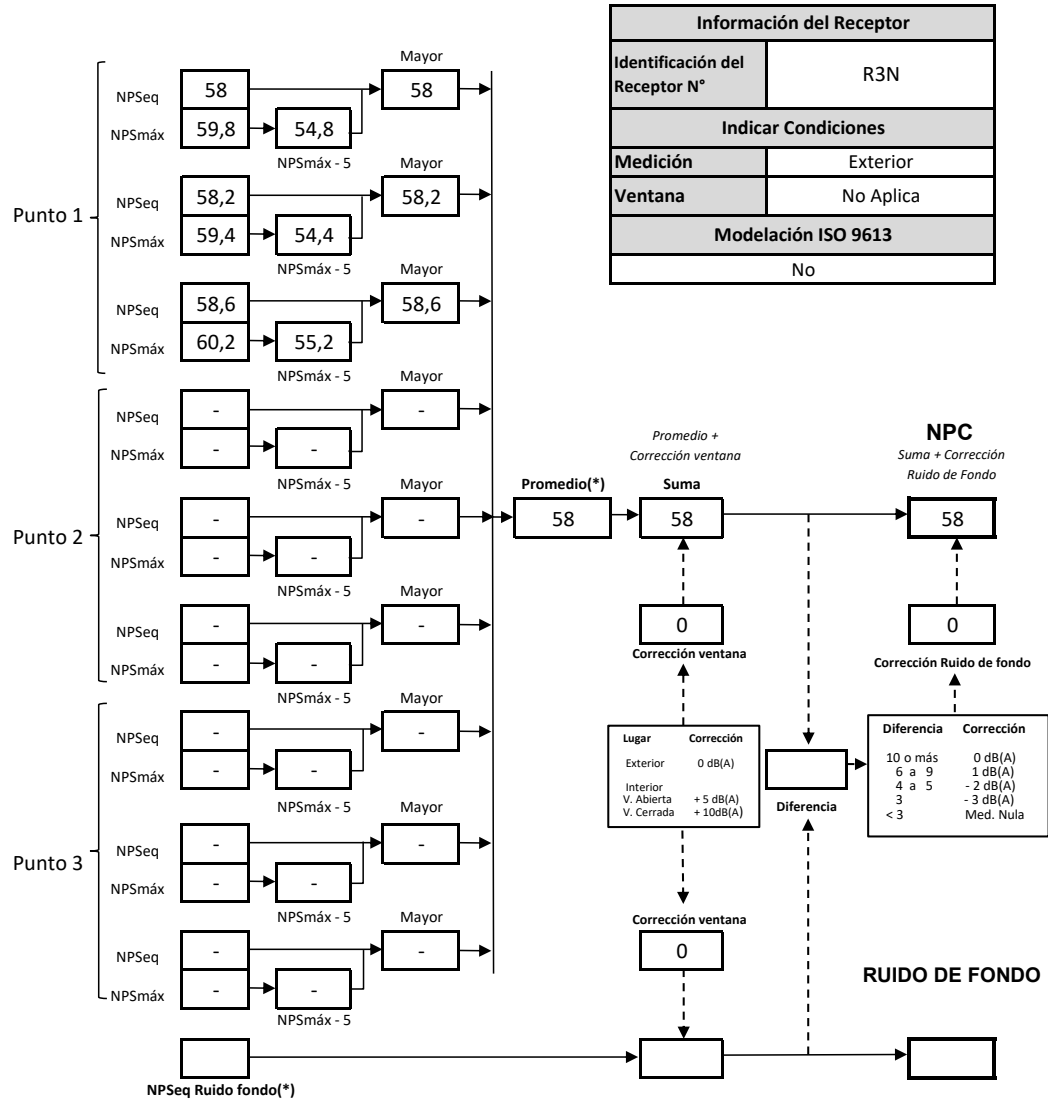 Información del Receptor
Identificación del
Receptor N°
R3N
Indicar Condiciones
Medición Exterior
Ventana No Aplica
Modelación ISO 9613
No
Punto 1
Mayor
NPSeq 58 58
NPSmáx 59,8 54,8
NPSmáx - 5
Mayor
NPSeq 58,2 58,2
NPSmáx 59,4 54,4
NPSmáx - 5
Mayor
NPSeq 58,6 58,6
NPSmáx 60,2 55,2
NPSmáx - 5
Punto 2
Mayor
NPSeq - -
NPSmáx - -
NPSmáx - 5
Mayor
NPSeq - -
NPSmáx - -
NPSmáx - 5
Mayor
NPSeq - -
NPSmáx - -
NPSmáx - 5
Punto 3
Mayor
NPSeq - -
NPSmáx - -
NPSmáx - 5
Mayor
NPSeq - -
NPSmáx - -
NPSmáx - 5
Mayor
NPSeq - -
NPSmáx - -
NPSmáx - 5
NPSeq Ruido fondo(*)
Promedio(*)
58
Promedio +
Corrección ventana
Suma
58
0
Corrección ventana
Lugar Corrección
Exterior 0 dB(A)
Interior
V. Abierta + 5 dB(A)
V. Cerrada + 10dB(A)
Corrección ventana
0
Diferencia
NPC
Suma + Corrección
Ruido de Fondo
58
0
Corrección Ruido de fondo
Diferencia Corrección
10 o más 0 dB(A)
6 a 9 1 dB(A)
4 a 5 - 2 dB(A)
3 - 3 dB(A)
< 3 Med. Nula
RUIDO DE FONDO